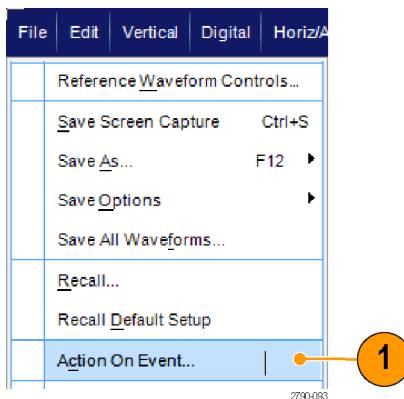 File Edit Vertical Digital Horiz/A
Reference Waveform Controls...
Save Screen Capture Ctrl+S
Save As... F12
Save Options
Save All Waveforms...
Recall...
Recall Default Setup
Action On Event...
1
2790-093